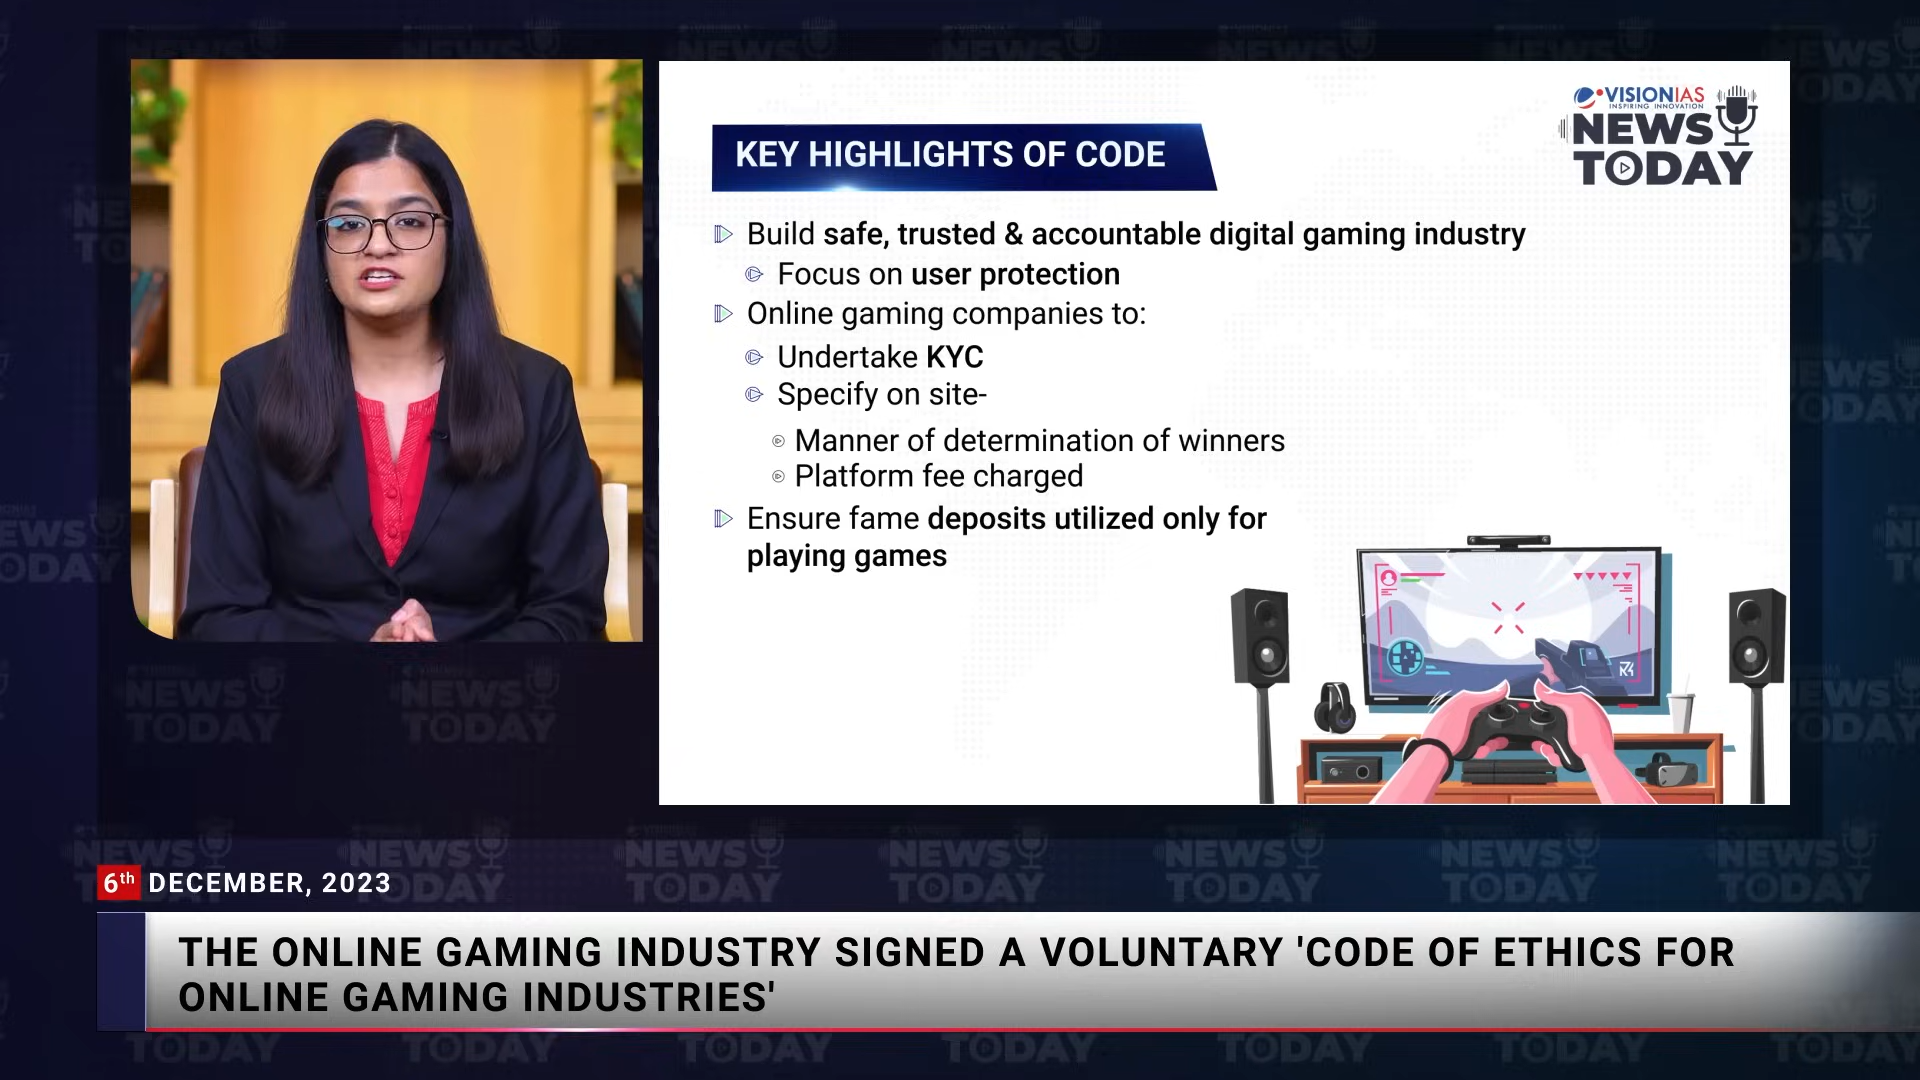 VISIONIAS
INSPIRING INNOVATION
NEWS
TODAY
KEY HIGHLIGHTS OF CODE
Build safe, trusted & accountable digital gaming industry
Focus on user protection
Online gaming companies to:
Undertake KYC
Specify on site-
Manner of determination of winners
Platform fee charged
Ensure fame deposits utilized only for
playing games
6th DECEMBER, 2023
THE ONLINE GAMING INDUSTRY SIGNED A VOLUNTARY 'CODE OF ETHICS FOR
ONLINE GAMING INDUSTRIES'